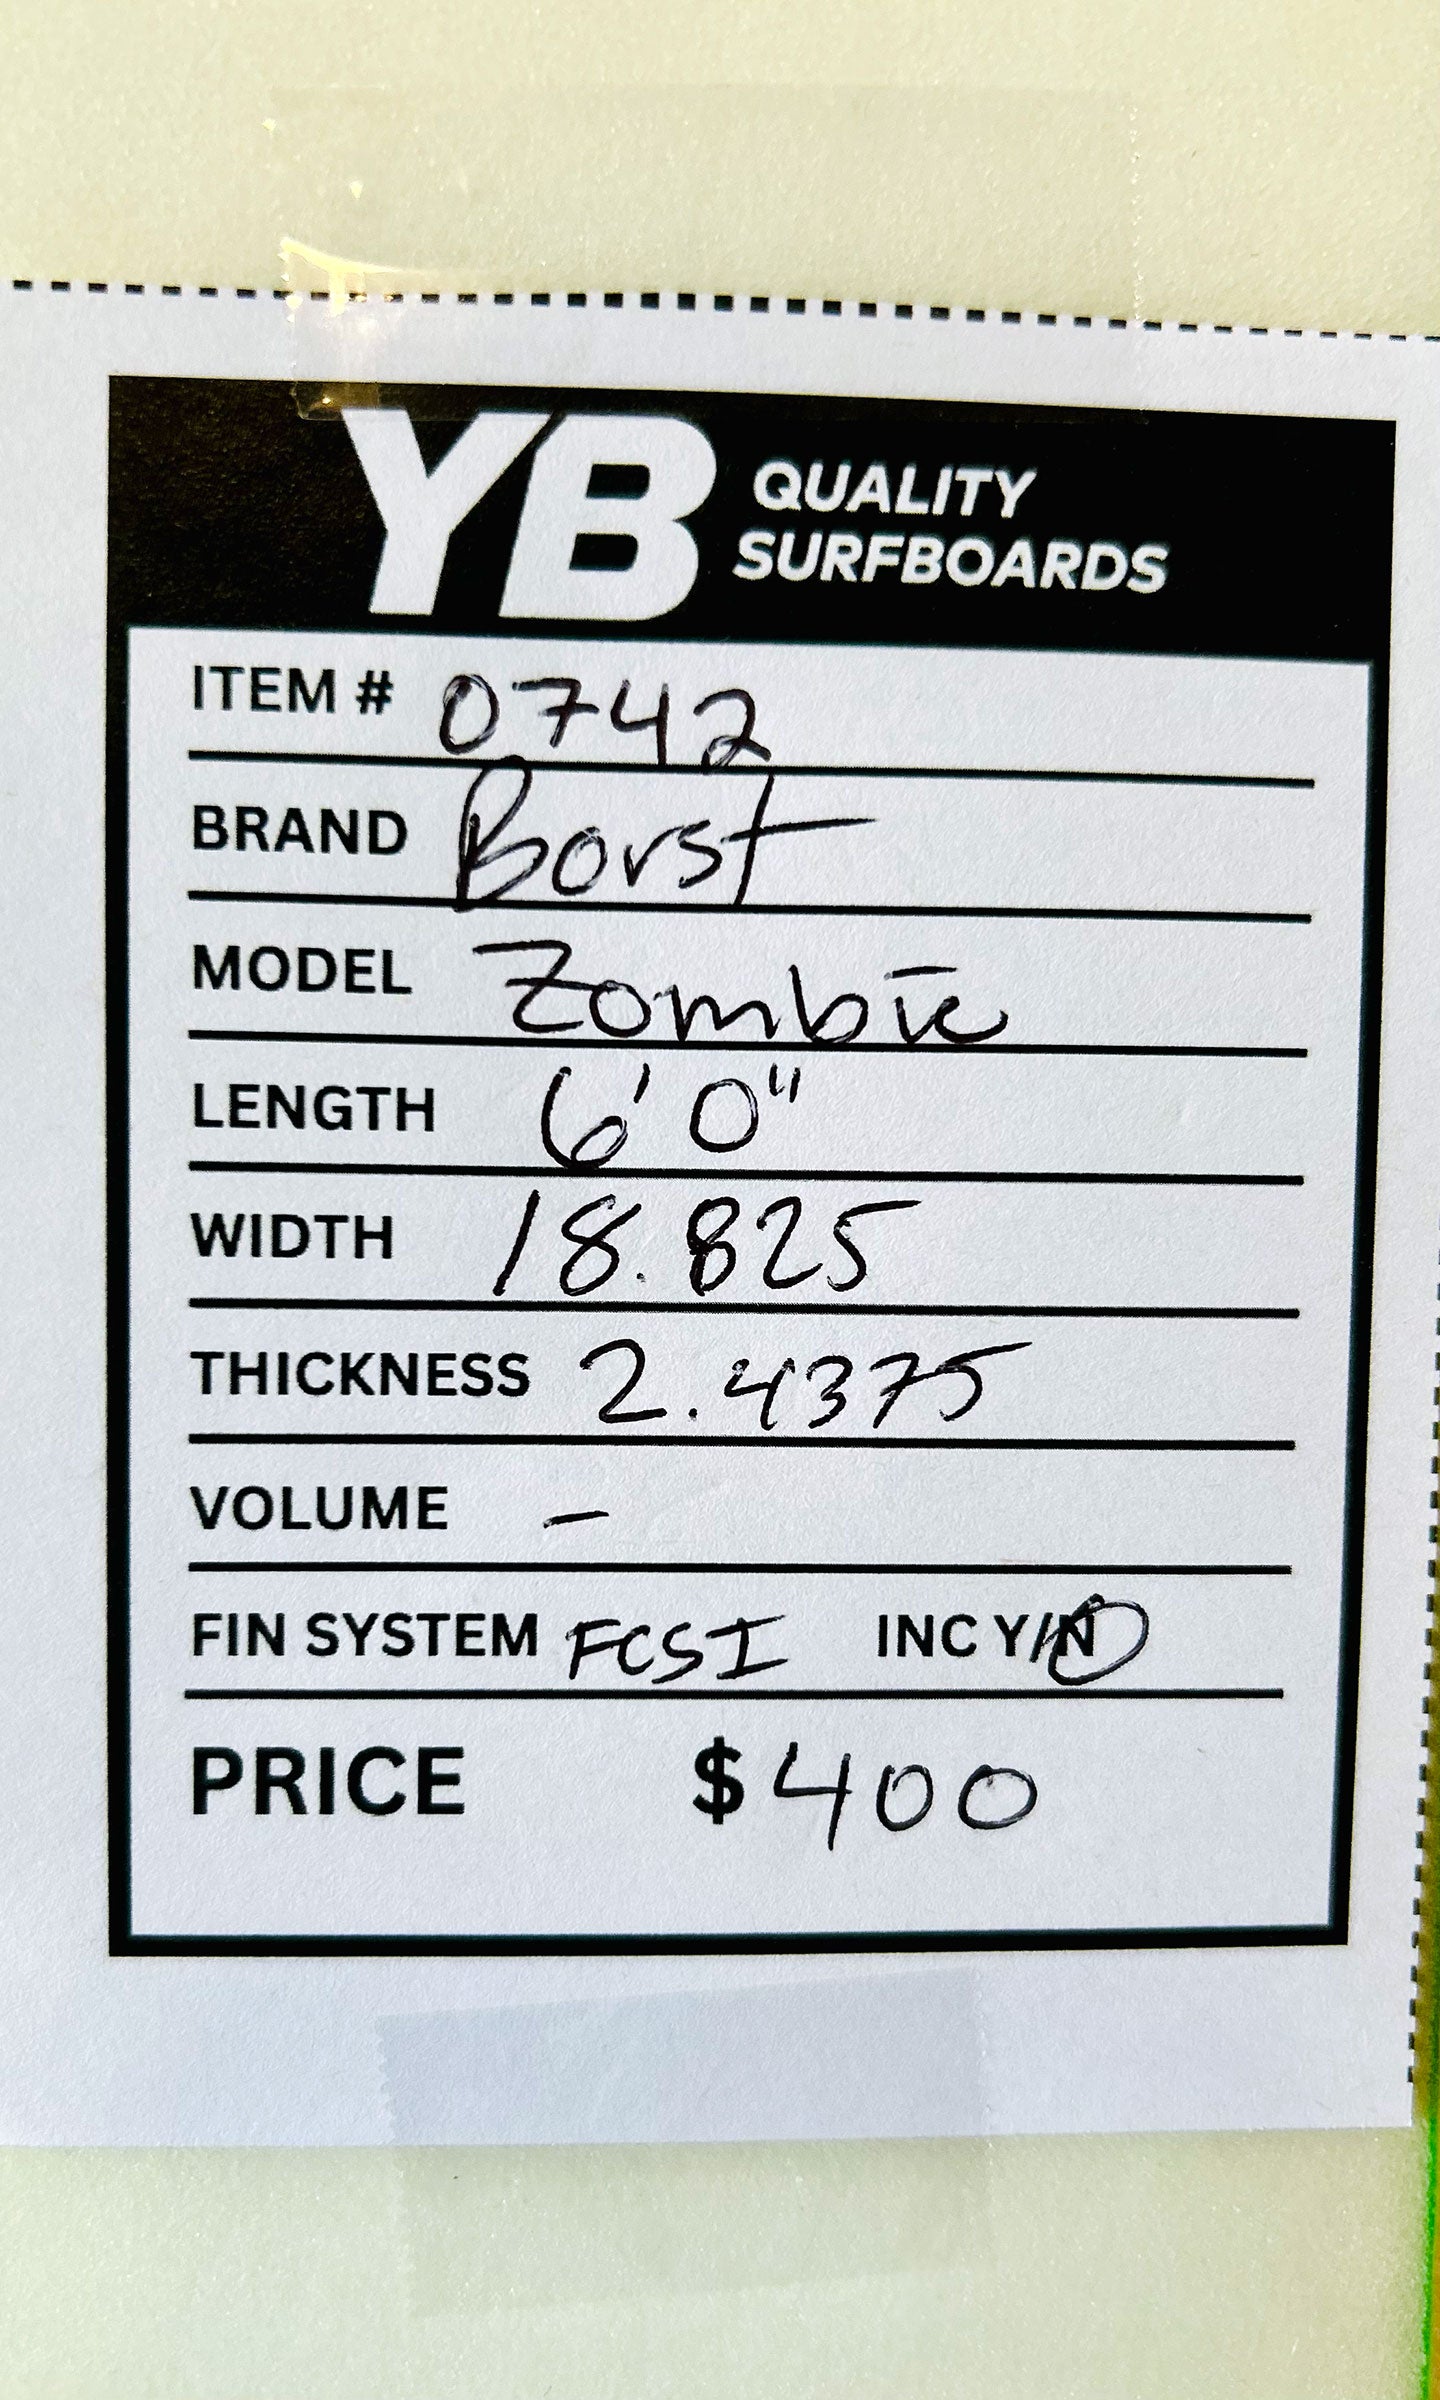 YB QUALITY
SURFBOARDS
ITEM # 0742
BRAND Borst
MODEL Zombie
LENGTH 6'0"
WIDTH 18.825
THICKNESS 2.4375
VOLUME –
FIN SYSTEM FCSI INC Y/N
PRICE $400